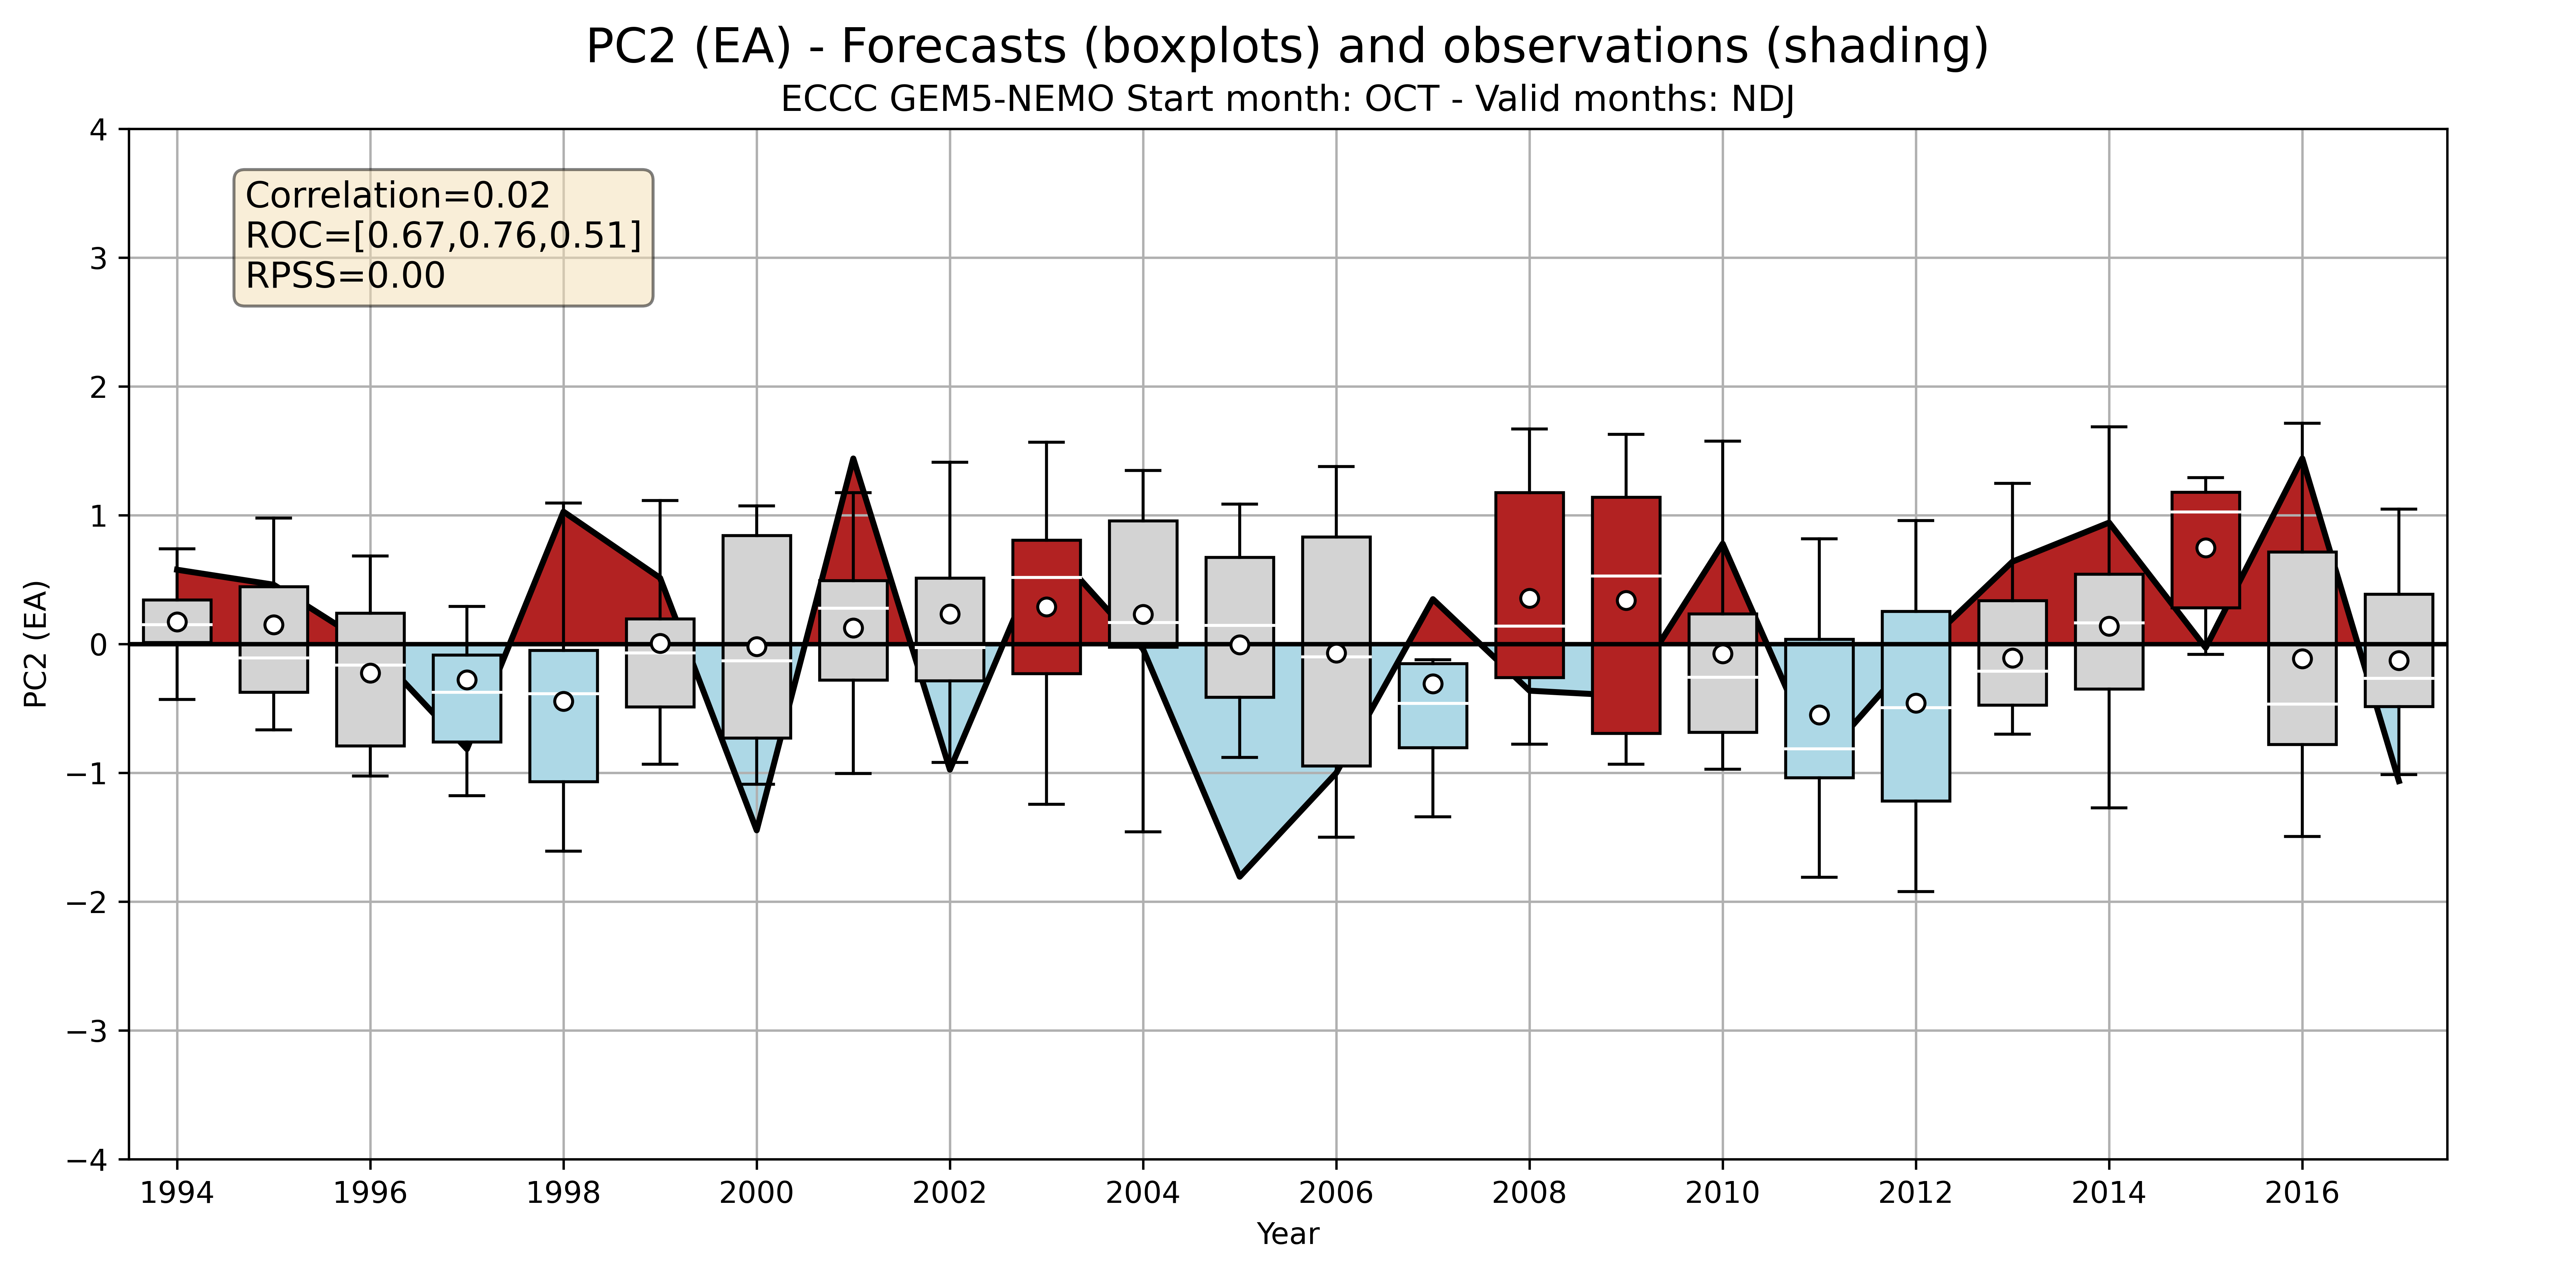 PC2 (EA) - Forecasts (boxplots) and observations (shading)
ECCC GEM5-NEMO Start month: OCT - Valid months: NDJ
Correlation=0.02
ROC=[0.67,0.76,0.51]
RPSS=0.00
PC2 (EA)
4
3
2
1
0
−1
−2
−3
−4
1994 1996 1998 2000 2002 2004 2006 2008 2010 2012 2014 2016
Year